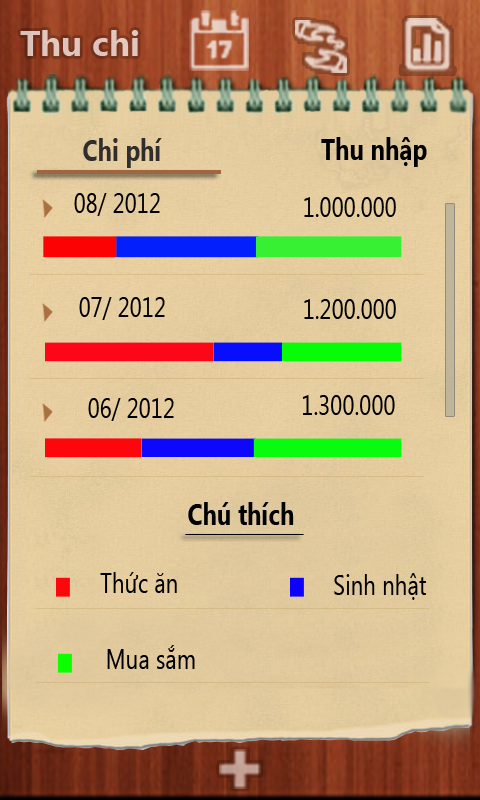 Thu chi
17
Chi phí
Thu nhập
08/ 2012
1.000.000
07/ 2012
1.200.000
06/ 2012
1.300.000
Chú thích
Thức ăn
Sinh nhật
Mua sắm